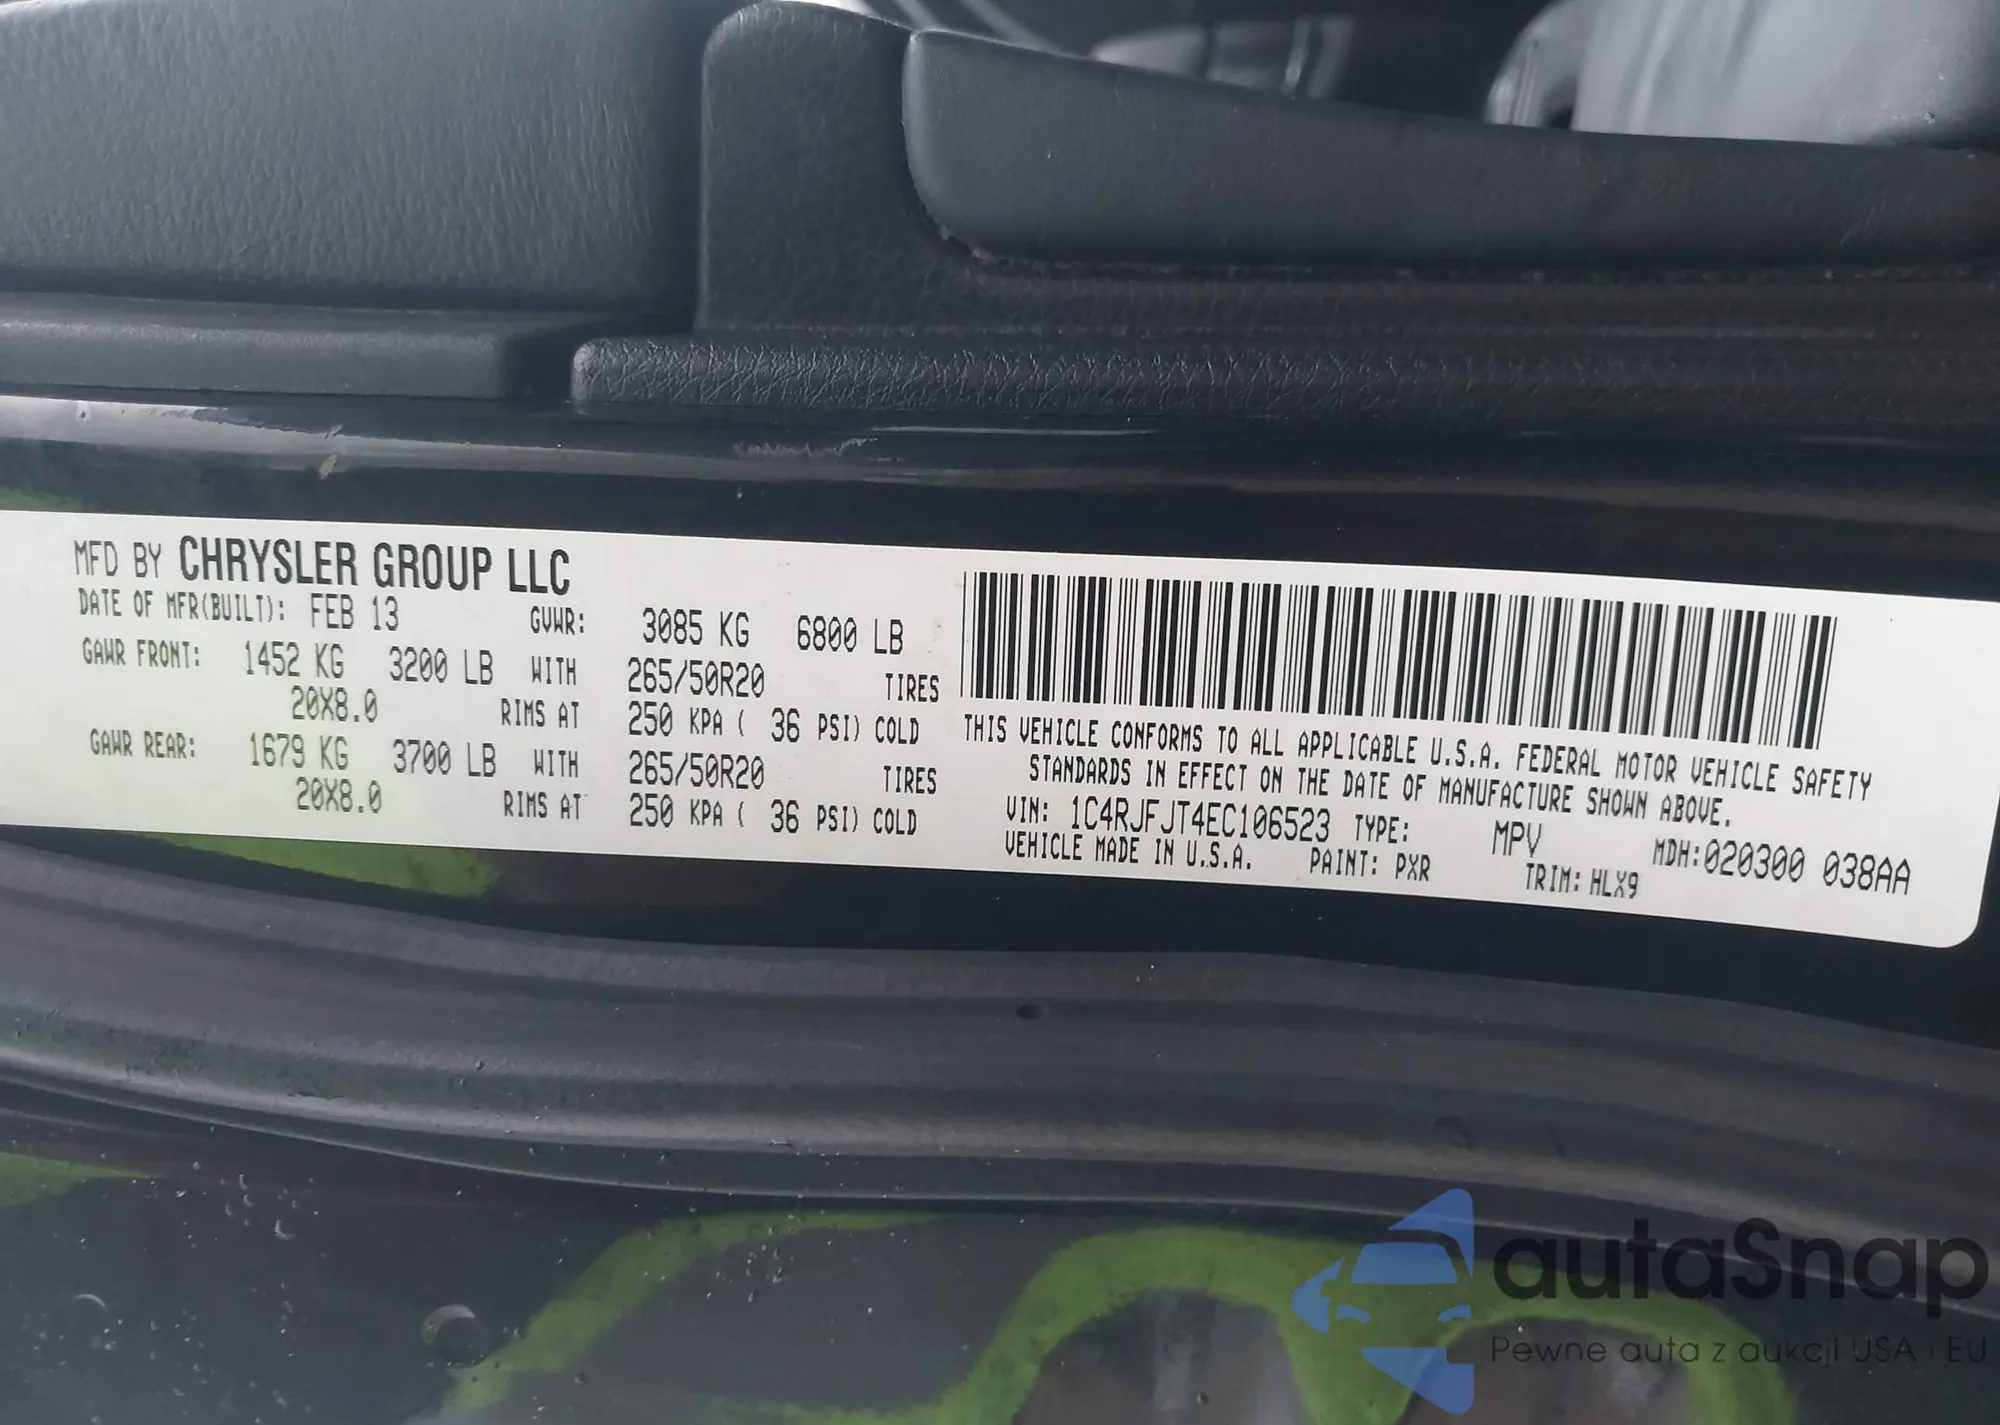 MFD BY CHRYSLER GROUP LLC
DATE OF MFR(BUILT): FEB 13 GVWR: 3085 KG 6800 LB
GAWR FRONT: 1452 KG 3200 LB WITH 265/50R20 TIRES
20X8.0 RIMS AT 250 KPA ( 36 PSI) COLD
GAWR REAR: 1679 KG 3700 LB WITH 265/50R20 TIRES
20X8.0 RIMS AT 250 KPA ( 36 PSI) COLD
THIS VEHICLE CONFORMS TO ALL APPLICABLE U.S.A. FEDERAL MOTOR VEHICLE SAFETY
STANDARDS IN EFFECT ON THE DATE OF MANUFACTURE SHOWN ABOVE.
VIN: 1C4RJFJT4EC106523 TYPE: MPV MDH:020300 038AA
VEHICLE MADE IN U.S.A. PAINT: PXR TRIM: HLX9
autaSnap
Pewne auta z aukcji USA i EU